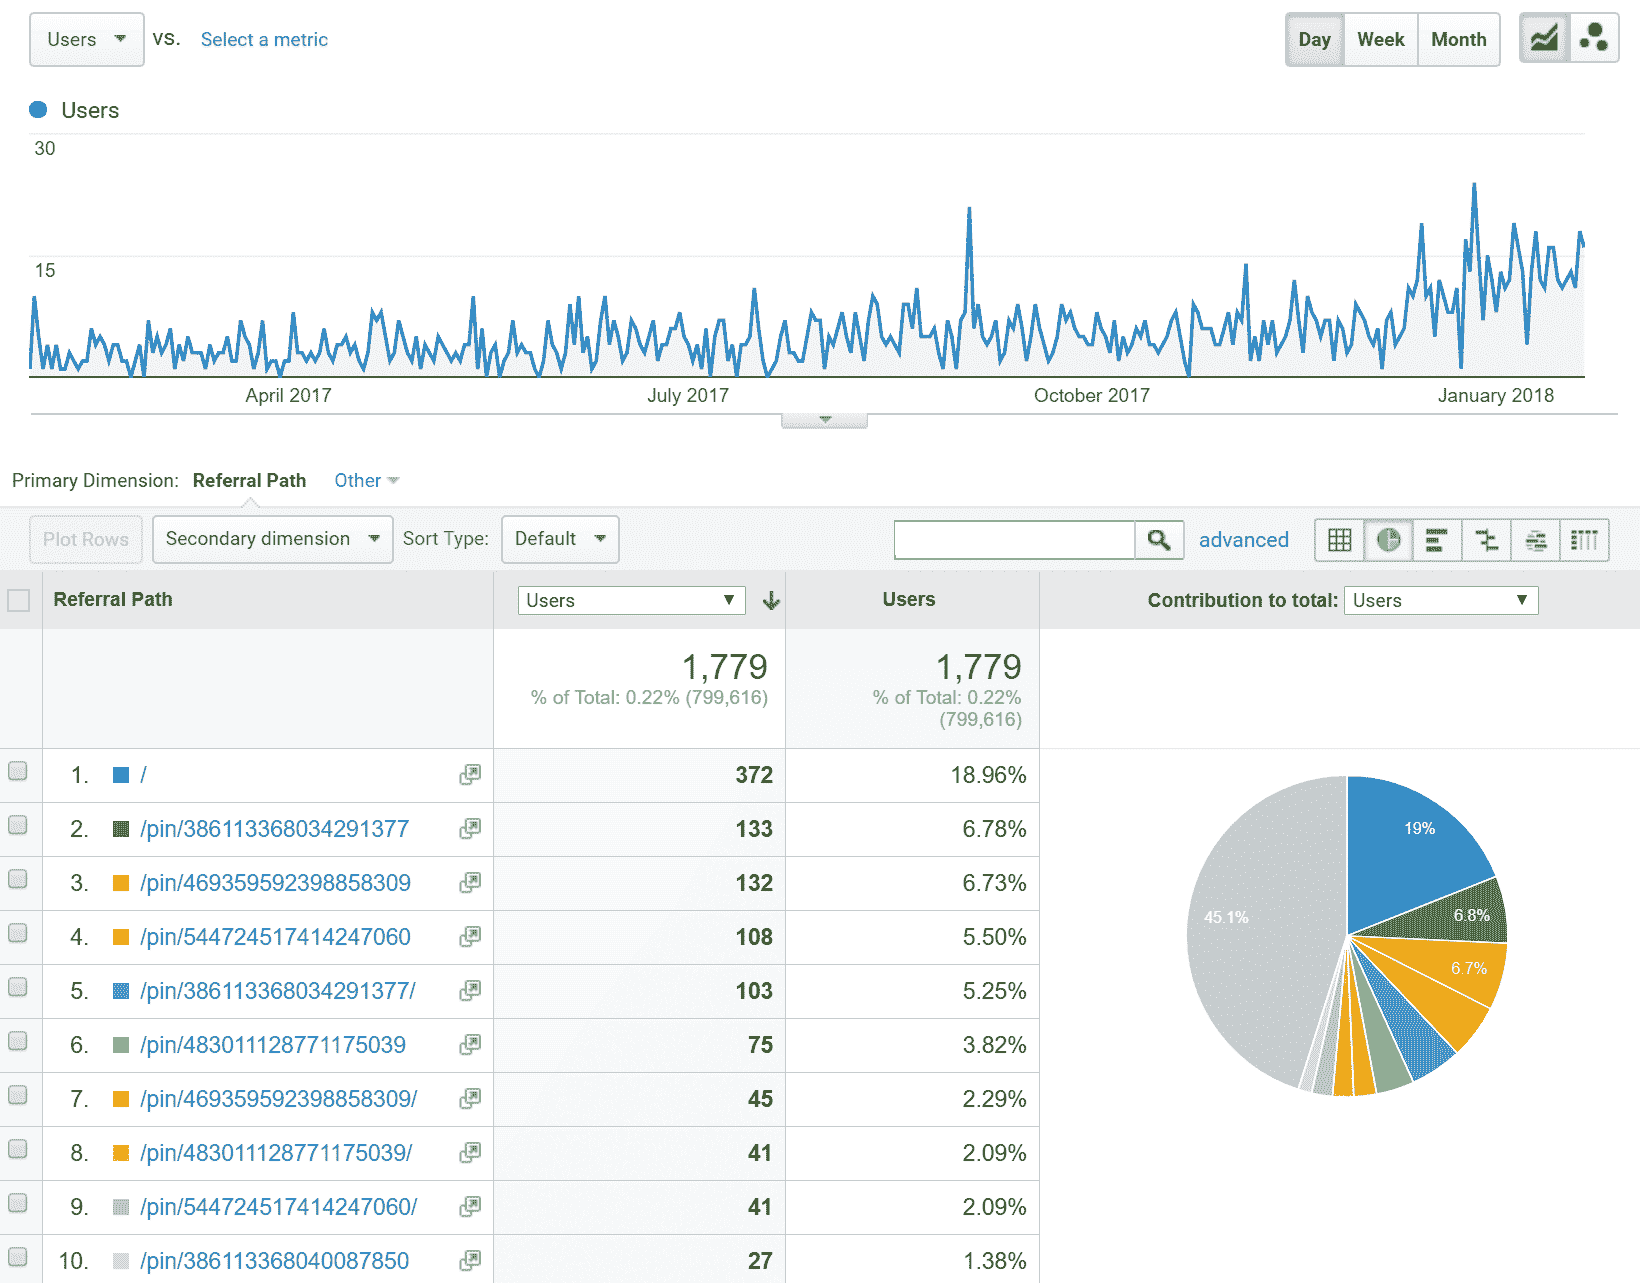 Users vs. Select a metric Day Week Month
Users
30
15
April 2017 July 2017 October 2017 January 2018
Primary Dimension: Referral Path Other
Plot Rows Secondary dimension Sort Type: Default advanced
Referral Path Users Users Contribution to total: Users
1,779 1,779
% of Total: 0.22% (799,616) % of Total: 0.22%
(799,616)
1. / 372 18.96%
2. /pin/386113368034291377 133 6.78%
3. /pin/469359592398858309 132 6.73%
4. /pin/544724517414247060 108 5.50%
5. /pin/386113368034291377/ 103 5.25%
6. /pin/483011128771175039 75 3.82%
7. /pin/469359592398858309/ 45 2.29%
8. /pin/483011128771175039/ 41 2.09%
9. /pin/544724517414247060/ 41 2.09%
10. /pin/386113368040087850 27 1.38%
19%
6.8%
45.1%
6.7%